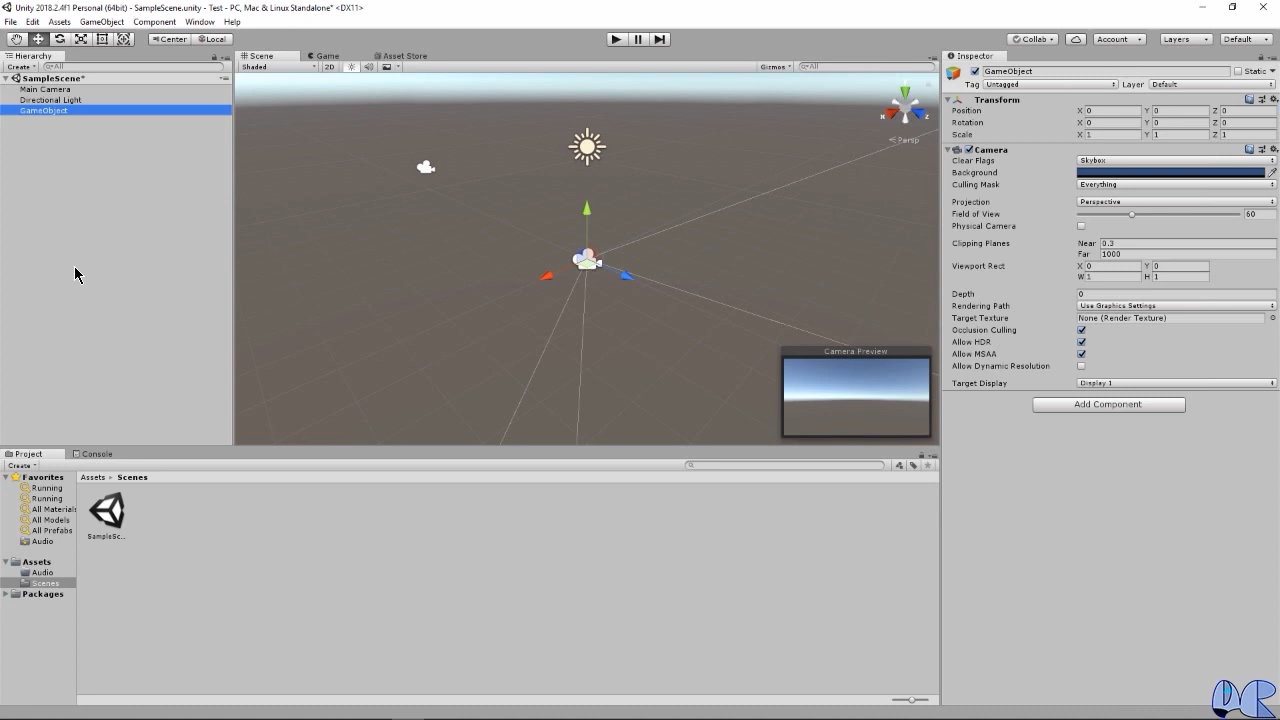 Unity 2018.2.4f1 Personal (64bit) - SampleScene.unity - Test - PC, Mac & Linux Standalone* <DX11>
File Edit Assets GameObject Component Window Help
Center Local Collab Account Layers Default
Hierarchy
Create All
SampleScene*
Main Camera
Directional Light
GameObject
Scene Game Asset Store
Shaded 2D Gizmos All
x z
Persp
Camera Preview
Inspector
GameObject Static
Tag Untagged Layer Default
Transform
Position X 0 Y 0 Z 0
Rotation X 0 Y 0 Z 0
Scale X 1 Y 1 Z 1
Camera
Clear Flags Skybox
Background
Culling Mask Everything
Projection Perspective
Field of View 60
Physical Camera
Clipping Planes Near 0.3
Far 1000
Viewport Rect X 0 Y 0
W 1 H 1
Depth 0
Rendering Path Use Graphics Settings
Target Texture None (Render Texture)
Occlusion Culling
Allow HDR
Allow MSAA
Allow Dynamic Resolution
Target Display Display 1
Add Component
Project Console
Create
Favorites
Running
Running
All Materials
All Models
All Prefabs
Audio
Assets
Audio
Scenes
Packages
Assets Scenes
SampleSc...
DR